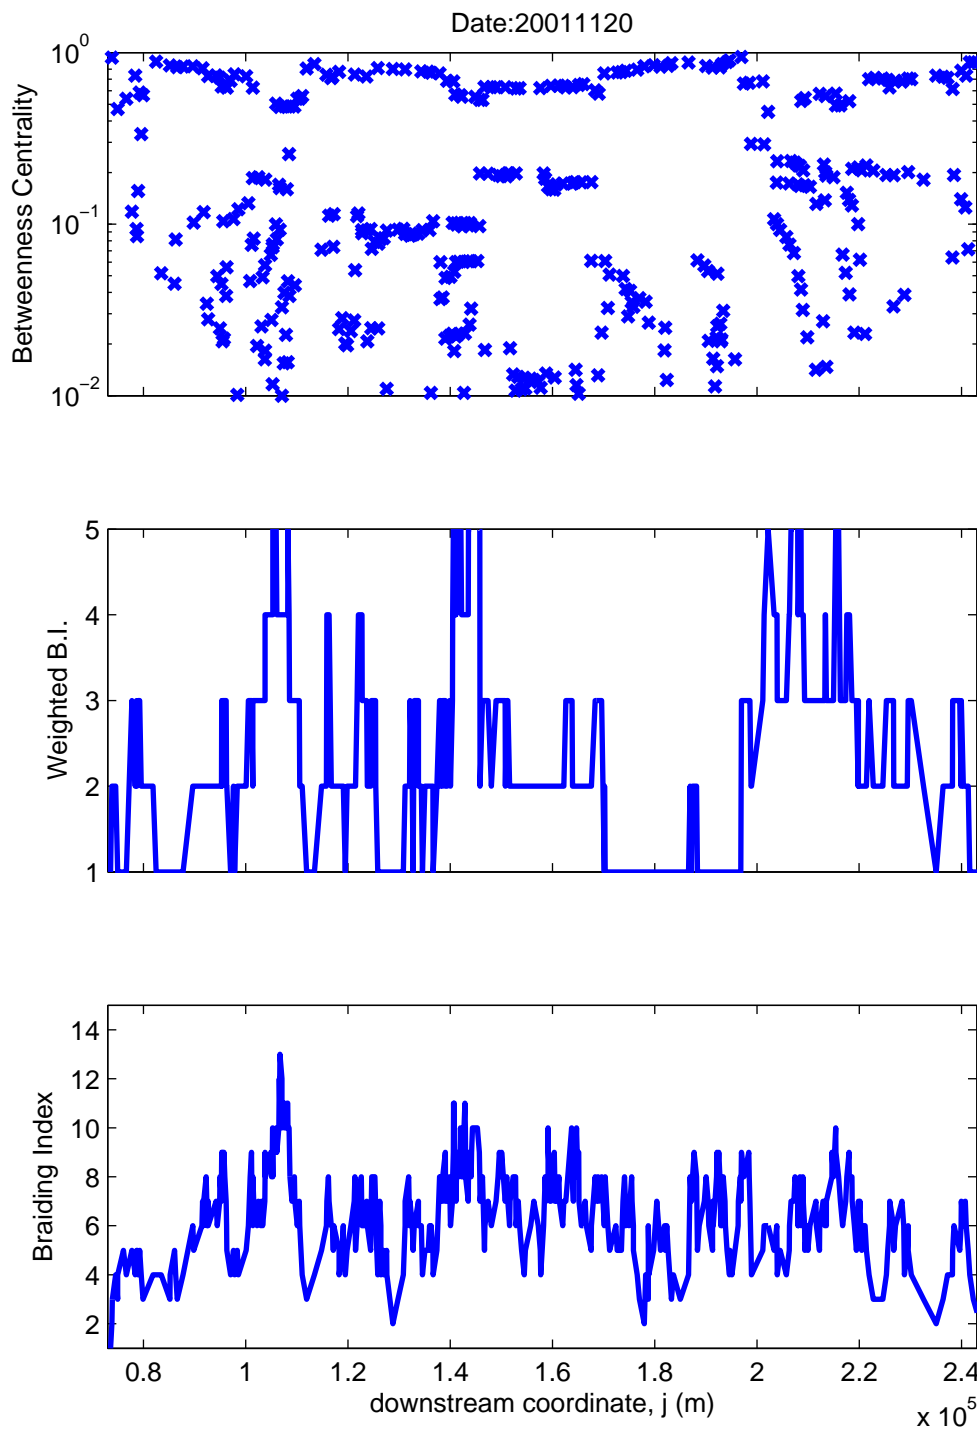 Date:20011120
10^0
10^-1
10^-2
Betweenness Centrality
5
4
3
2
1
Weighted B.I.
14
12
10
8
6
4
2
Braiding Index
0.8 1 1.2 1.4 1.6 1.8 2 2.2 2.4
downstream coordinate, j (m)
x 10^5